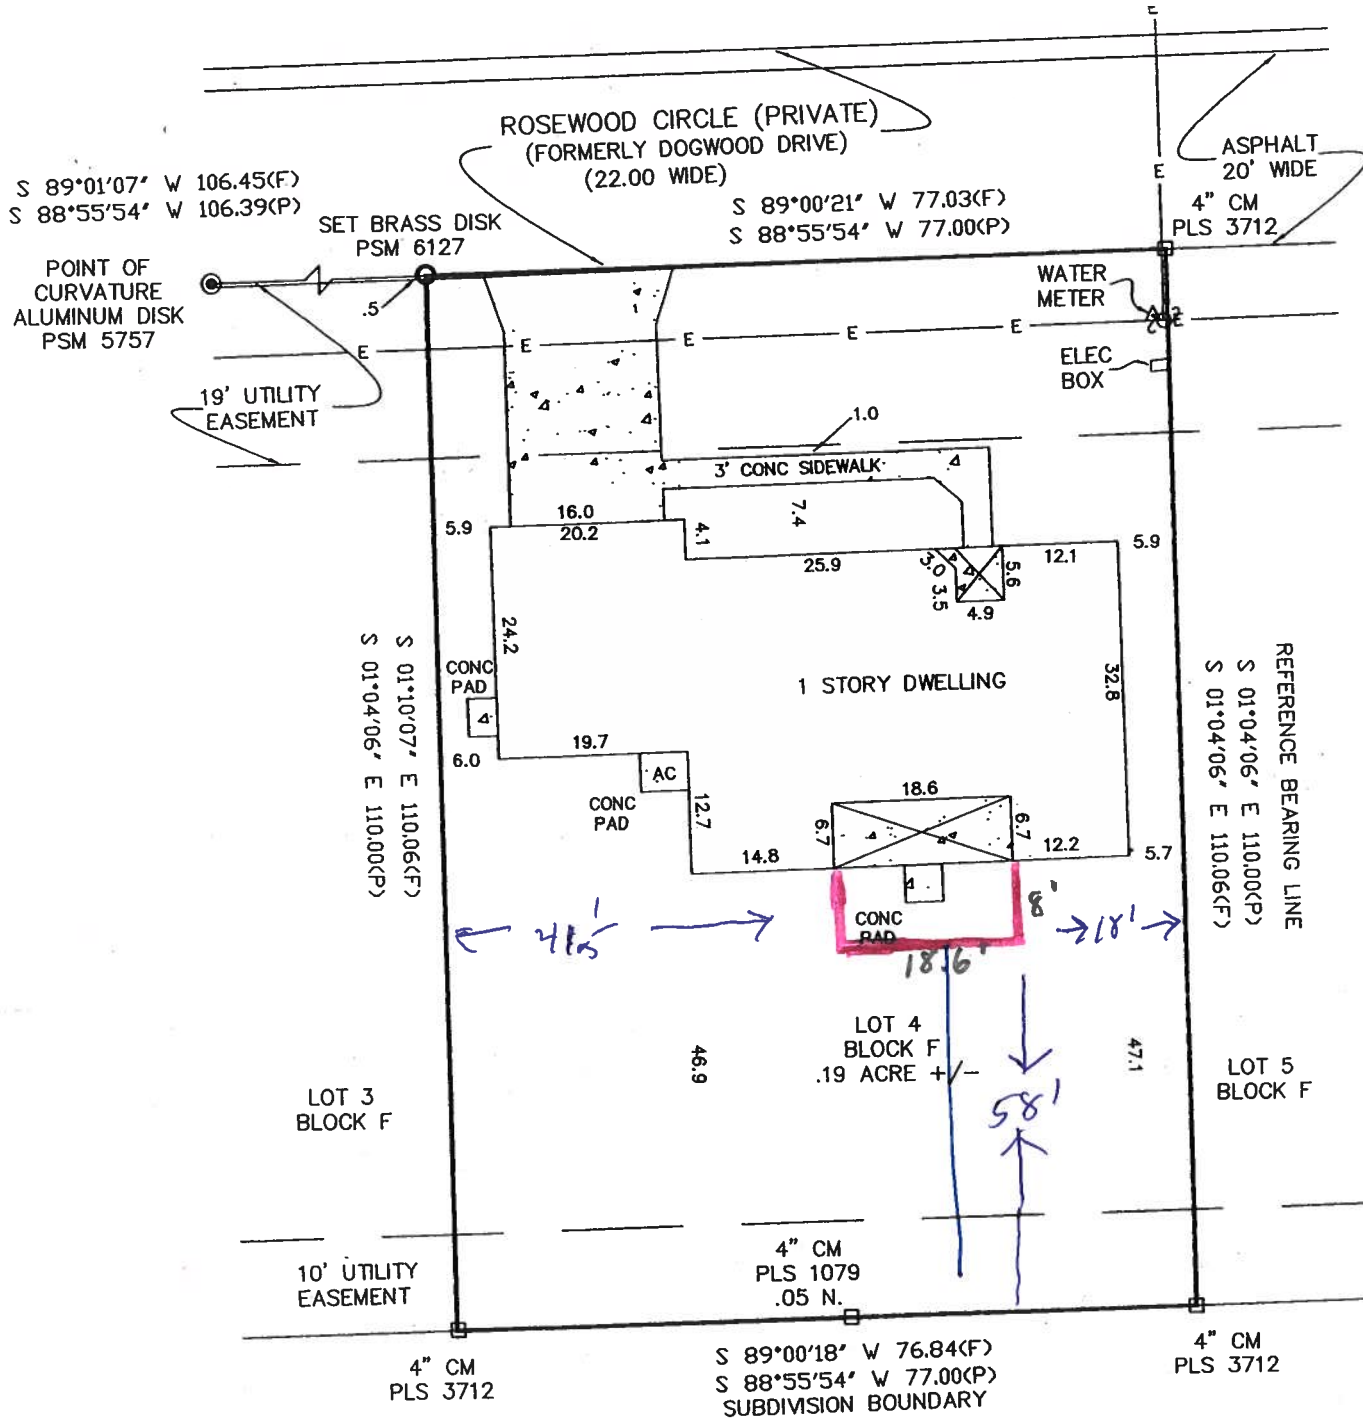 E
ROSEWOOD CIRCLE (PRIVATE)
(FORMERLY DOGWOOD DRIVE)
(22.00 WIDE)
ASPHALT
20' WIDE
E
S 89°01'07" W 106.45(F)
S 88°55'54" W 106.39(P)
SET BRASS DISK
PSM 6127
S 89°00'21" W 77.03(F)
S 88°55'54" W 77.00(P)
4" CM
PLS 3712
POINT OF
CURVATURE
ALUMINUM DISK
PSM 5757
.5
WATER
METER
E
E
E
E
E
E
ELEC
BOX
19' UTILITY
EASEMENT
1.0
3' CONC SIDEWALK
7.4
16.0
20.2
4.1
25.9
3.0
3.5
4.9
5.6
12.1
5.9
5.9
24.2
CONC
PAD
1 STORY DWELLING
32.8
S 01°10'07" E 110.06(F)
S 01°04'06" E 110.00(P)
REFERENCE BEARING LINE
S 01°04'06" E 110.00(P)
S 01°04'06" E 110.06(F)
6.0
19.7
AC
CONC
PAD
12.7
18.6
6.7
6.7
14.8
12.2
5.7
8'
CONC
PAD
18'
18.6'
LOT 4
BLOCK F
.19 ACRE +/-
46.9
47.1
58'
LOT 3
BLOCK F
LOT 5
BLOCK F
10' UTILITY
EASEMENT
4" CM
PLS 1079
.05 N.
4" CM
PLS 3712
S 89°00'18" W 76.84(F)
S 88°55'54" W 77.00(P)
SUBDIVISION BOUNDARY
4" CM
PLS 3712